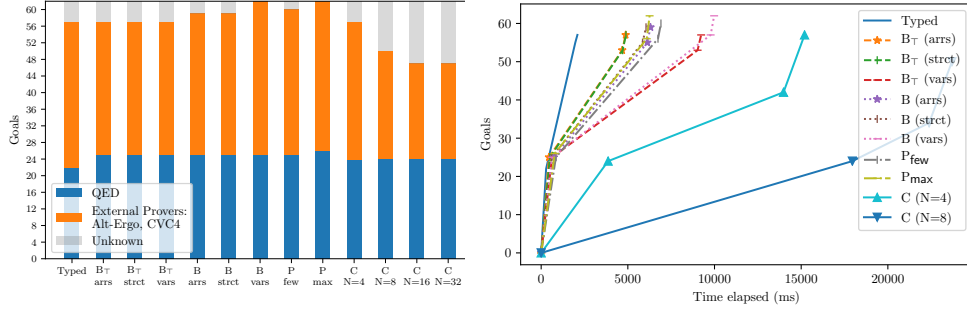 60
56
52
48
44
40
36
32
28
24
20
16
12
8
4
0
Goals
QED
External Provers:
Alt-Ergo, CVC4
Unknown
Typed B⊤ B⊤ B⊤ B B B P P C C C C
arrs strct vars arrs strct vars few max N=4 N=8 N=16 N=32
60
50
40
30
20
10
0
Goals
0 5000 10000 15000 20000
Time elapsed (ms)
Typed
B⊤ (arrs)
B⊤ (strct)
B⊤ (vars)
B (arrs)
B (strct)
B (vars)
Pfew
Pmax
C (N=4)
C (N=8)